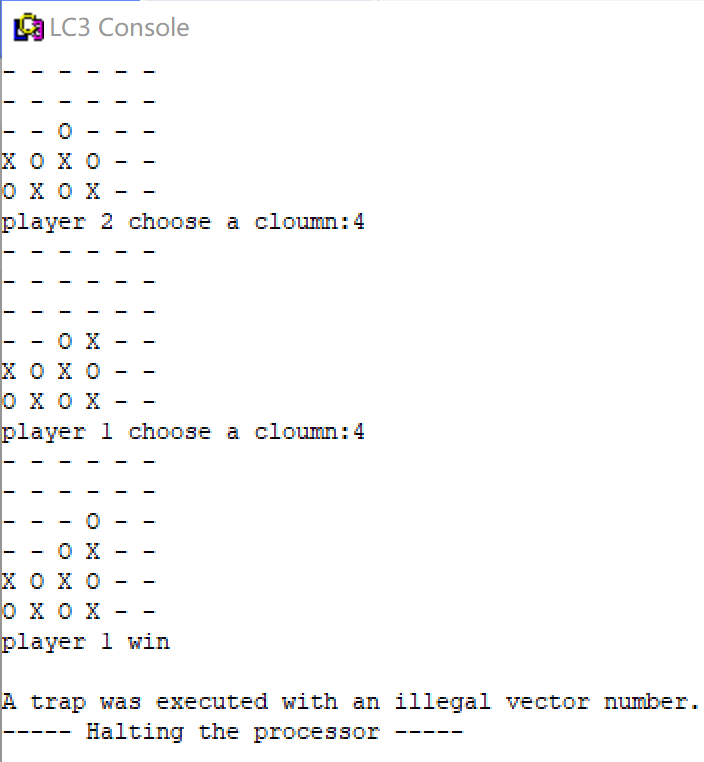 LC3 Console
- - - - - -
- - - - - -
- - O - - -
X O X O - -
O X O X - -
player 2 choose a cloumn:4
- - - - - -
- - - - - -
- - - - - -
- - O X - -
X O X O - -
O X O X - -
player 1 choose a cloumn:4
- - - - - -
- - - - - -
- - - O - -
- - O X - -
X O X O - -
O X O X - -
player 1 win
A trap was executed with an illegal vector number.
----- Halting the processor -----